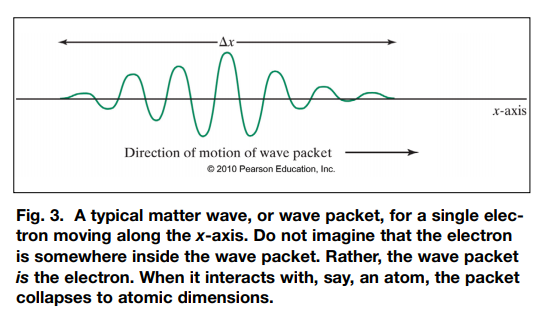 Δx
x-axis
Direction of motion of wave packet
© 2010 Pearson Education, Inc.
Fig. 3. A typical matter wave, or wave packet, for a single elec-
tron moving along the x-axis. Do not imagine that the electron
is somewhere inside the wave packet. Rather, the wave packet
is the electron. When it interacts with, say, an atom, the packet
collapses to atomic dimensions.